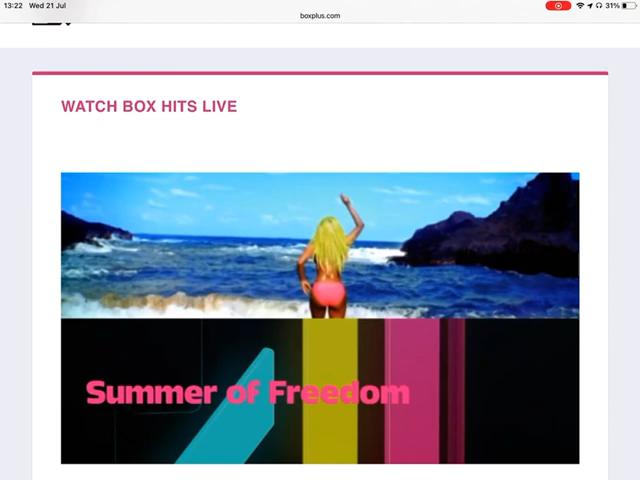 13:22 Wed 21 Jul
31%
boxplus.com
WATCH BOX HITS LIVE
Summer of Freedom